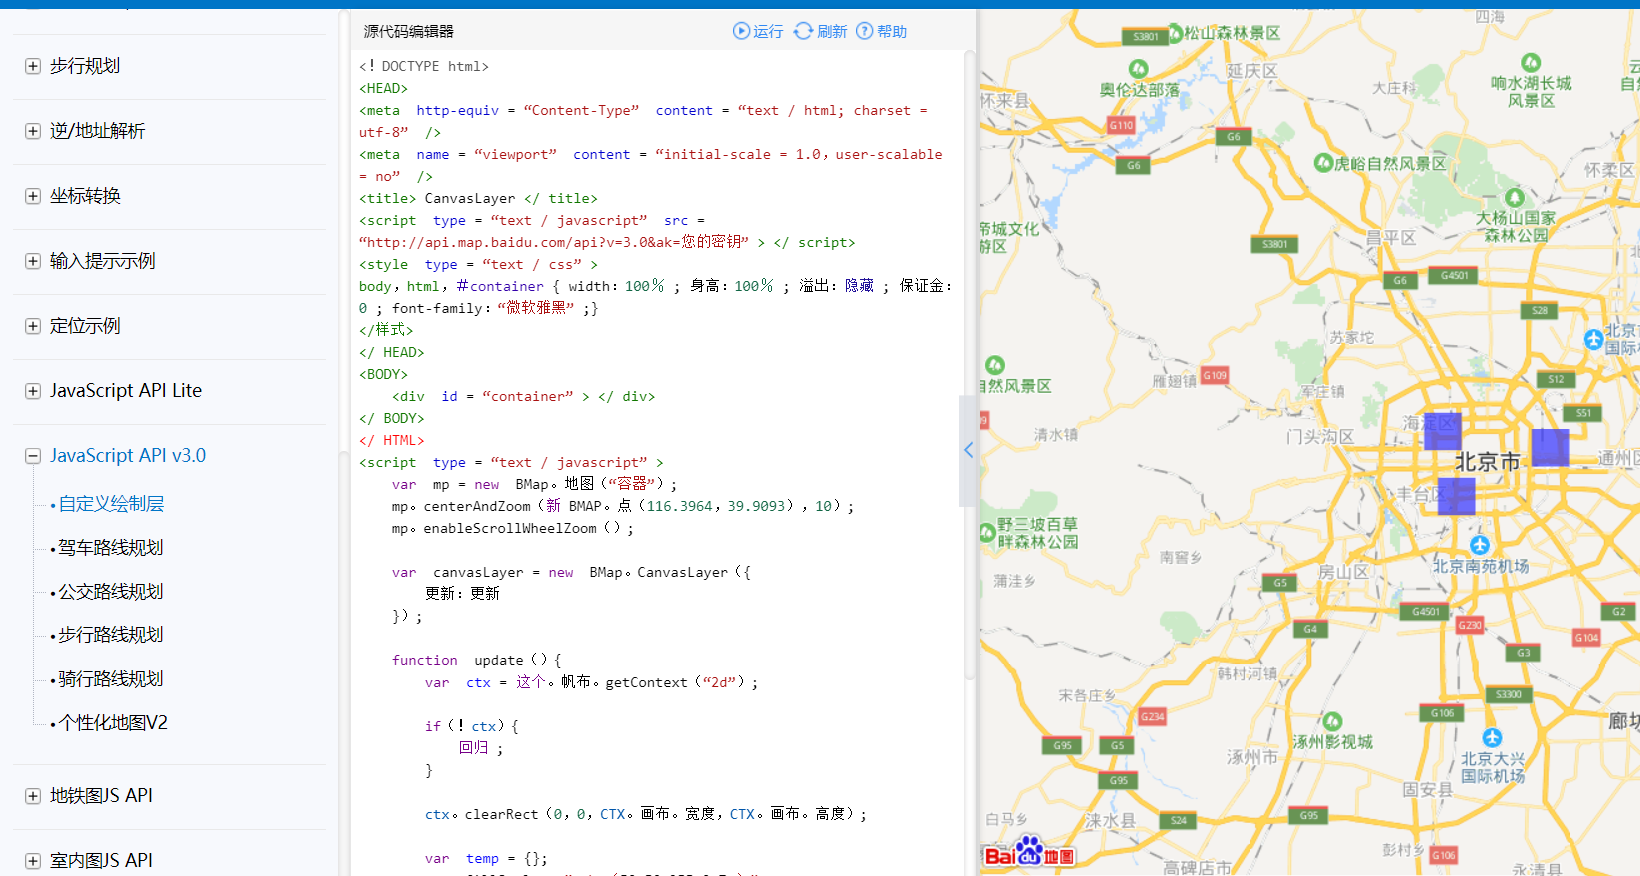 步行规划
逆/地址解析
坐标转换
输入提示示例
定位示例
JavaScript API Lite
JavaScript API v3.0
•自定义绘制层
•驾车路线规划
•公交路线规划
•步行路线规划
•骑行路线规划
•个性化地图V2
地铁图JS API
室内图JS API
源代码编辑器
运行 刷新 帮助
<！DOCTYPE html>
<HEAD>
<meta  http-equiv = “Content-Type”  content = “text / html; charset =
utf-8”  />
<meta  name = “viewport”  content = “initial-scale = 1.0，user-scalable
= no”  />
<title> CanvasLayer </ title>
<script  type = “text / javascript”  src =
“http://api.map.baidu.com/api?v=3.0&ak=您的密钥” > </ script>
<style  type = “text / css” >
body，html，＃container { width：100％ ; 身高：100％ ; 溢出：隐藏 ; 保证金：
0 ; font-family：“微软雅黑” ;}
</样式>
</ HEAD>
<BODY>
<div  id = “container” > </ div>
</ BODY>
</ HTML>
<script  type = “text / javascript” >
var  mp = new  BMap。地图（“容器”）;
mp。centerAndZoom（新 BMAP。点（116.3964，39.9093），10）;
mp。enableScrollWheelZoom（）;
var  canvasLayer = new  BMap。CanvasLayer（{
更新：更新
}）;
function  update（）{
var  ctx = 这个。帆布。getContext（“2d”）;
if（！ctx）{
回归 ;
}
ctx。clearRect（0，0，CTX。画布。宽度，CTX。画布。高度）;
var  temp = {};
四海
S3801
松山森林景区
延庆区
奥伦达部落
大庄科
响水湖长城
风景区
怀来县
G110
G6
G6
虎峪自然风景区
怀柔区
大杨山国家
森林公园
帝城文化
游区
S3801
昌平区
G6
G4501
S28
苏家坨
北京
国际机
自然风景区
雁翅镇
G109
军庄镇
S12
S51
海淀区
清水镇
门头沟区
北京市
通州区
丰台区
野三坡百草
畔森林公园
南窖乡
北京南苑机场
蒲洼乡
房山区
G5
G4501
G2
G4
G230
G104
G3
韩村河镇
宋各庄乡
S3300
G234
G106
廊坊
G95
G5
涿州影视城
涿州市
北京大兴
国际机场
G95
固安县
白马乡
涞水县
S24
G95
Baidu地图
彭村乡
G106
高碑店市
永清县